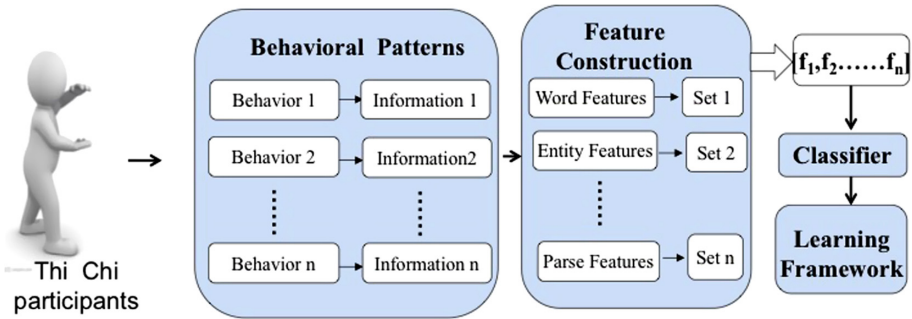 Thi Chi
participants
Behavioral Patterns
Behavior 1
Information 1
Behavior 2
Information2
Behavior n
Information n
Feature
Construction
Word Features
Set 1
Entity Features
Set 2
Parse Features
Set n
[f1,f2......fn]
Classifier
Learning
Framework